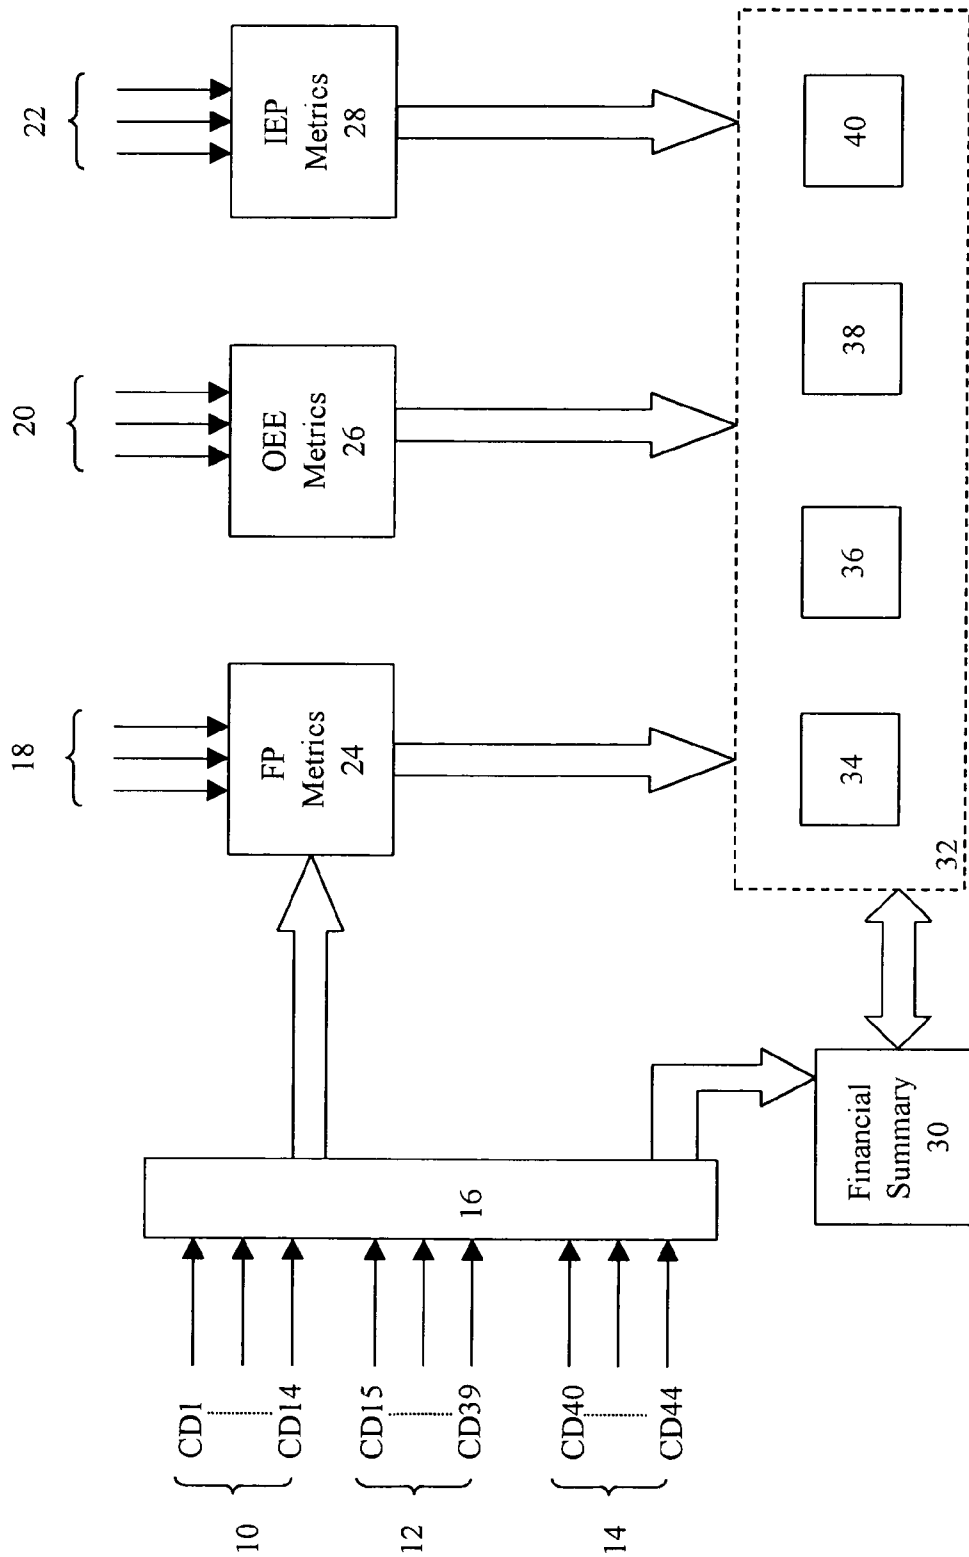 22
20
18
IEP
Metrics
28
OEE
Metrics
26
FP
Metrics
24
16
CD1
CD14
CD15
CD39
CD40
CD44
10
12
14
Financial
Summary
30
32
34
36
38
40